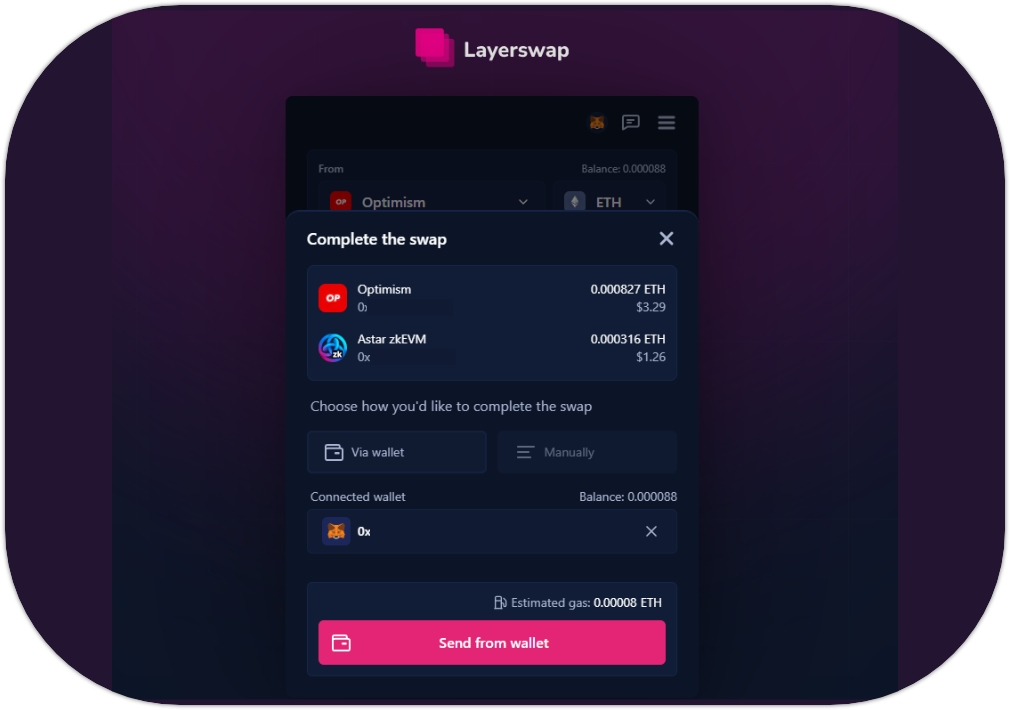 Layerswap
From Balance: 0.000088
OP Optimism ETH
Complete the swap
OP Optimism 0.000827 ETH
0x $3.29
Astar zkEVM 0.000316 ETH
zk 0x $1.26
Choose how you'd like to complete the swap
Via wallet Manually
Connected wallet Balance: 0.000088
0x
Estimated gas: 0.00008 ETH
Send from wallet